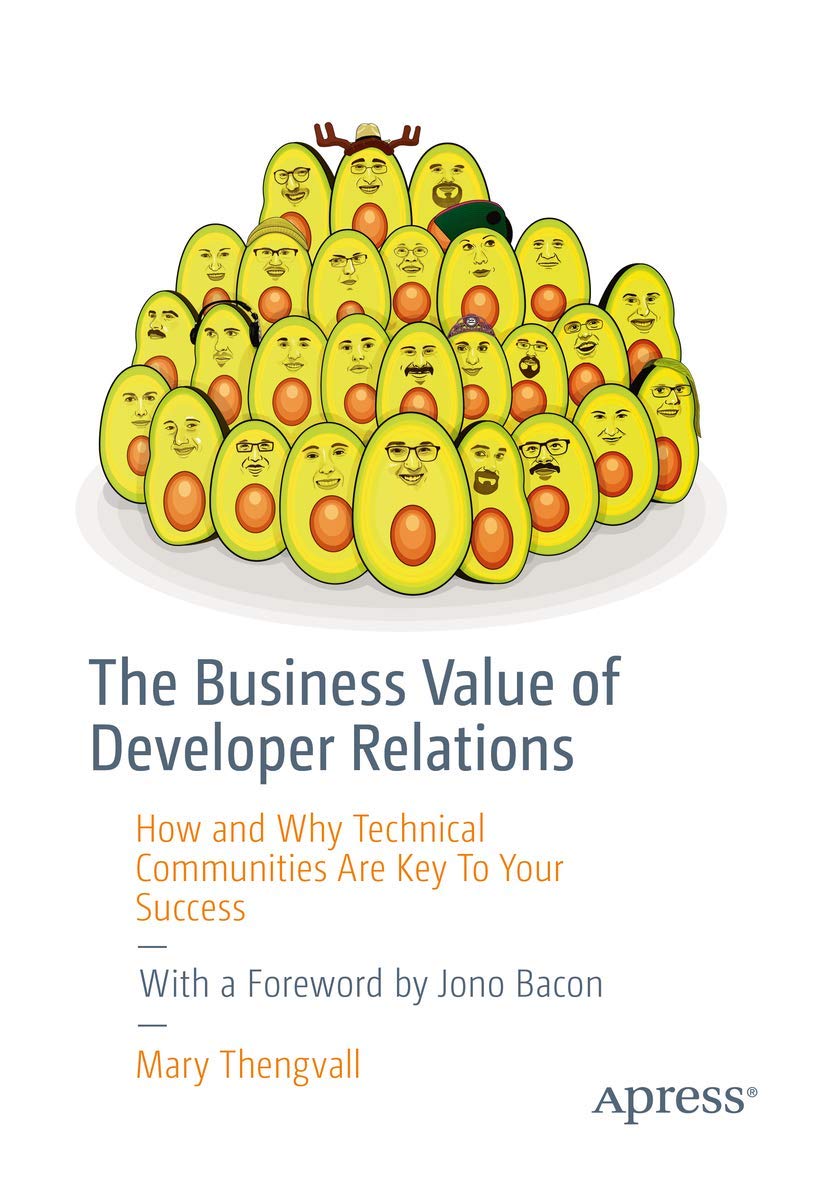 The Business Value of
Developer Relations
How and Why Technical
Communities Are Key To Your
Success
—
With a Foreword by Jono Bacon
—
Mary Thengvall
Apress®